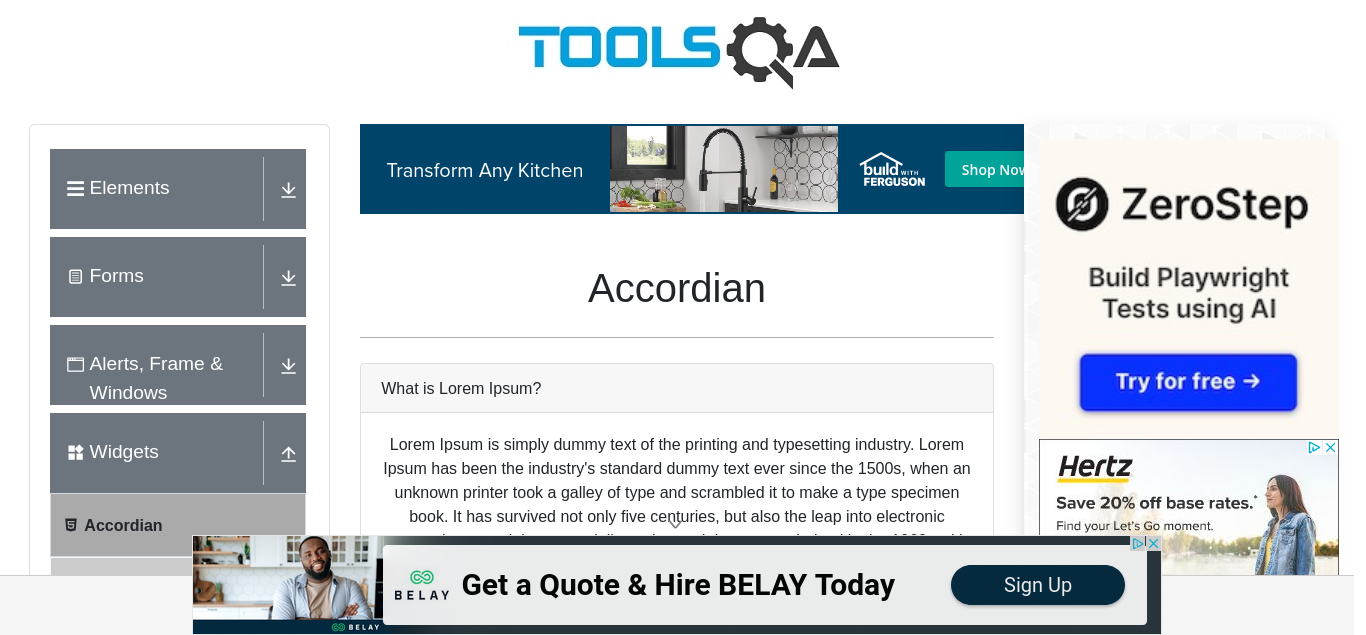 TOOLSQA
Elements
Forms
Alerts, Frame &
Windows
Widgets
Accordian
Transform Any Kitchen
build WITH
FERGUSON
Shop Now
Accordian
What is Lorem Ipsum?
Lorem Ipsum is simply dummy text of the printing and typesetting industry. Lorem
Ipsum has been the industry's standard dummy text ever since the 1500s, when an
unknown printer took a galley of type and scrambled it to make a type specimen
book. It has survived not only five centuries, but also the leap into electronic
ZeroStep
Build Playwright
Tests using AI
Try for free →
Hertz
Save 20% off base rates.*
Find your Let's Go moment.
BELAY
BELAY
Get a Quote & Hire BELAY Today
Sign Up